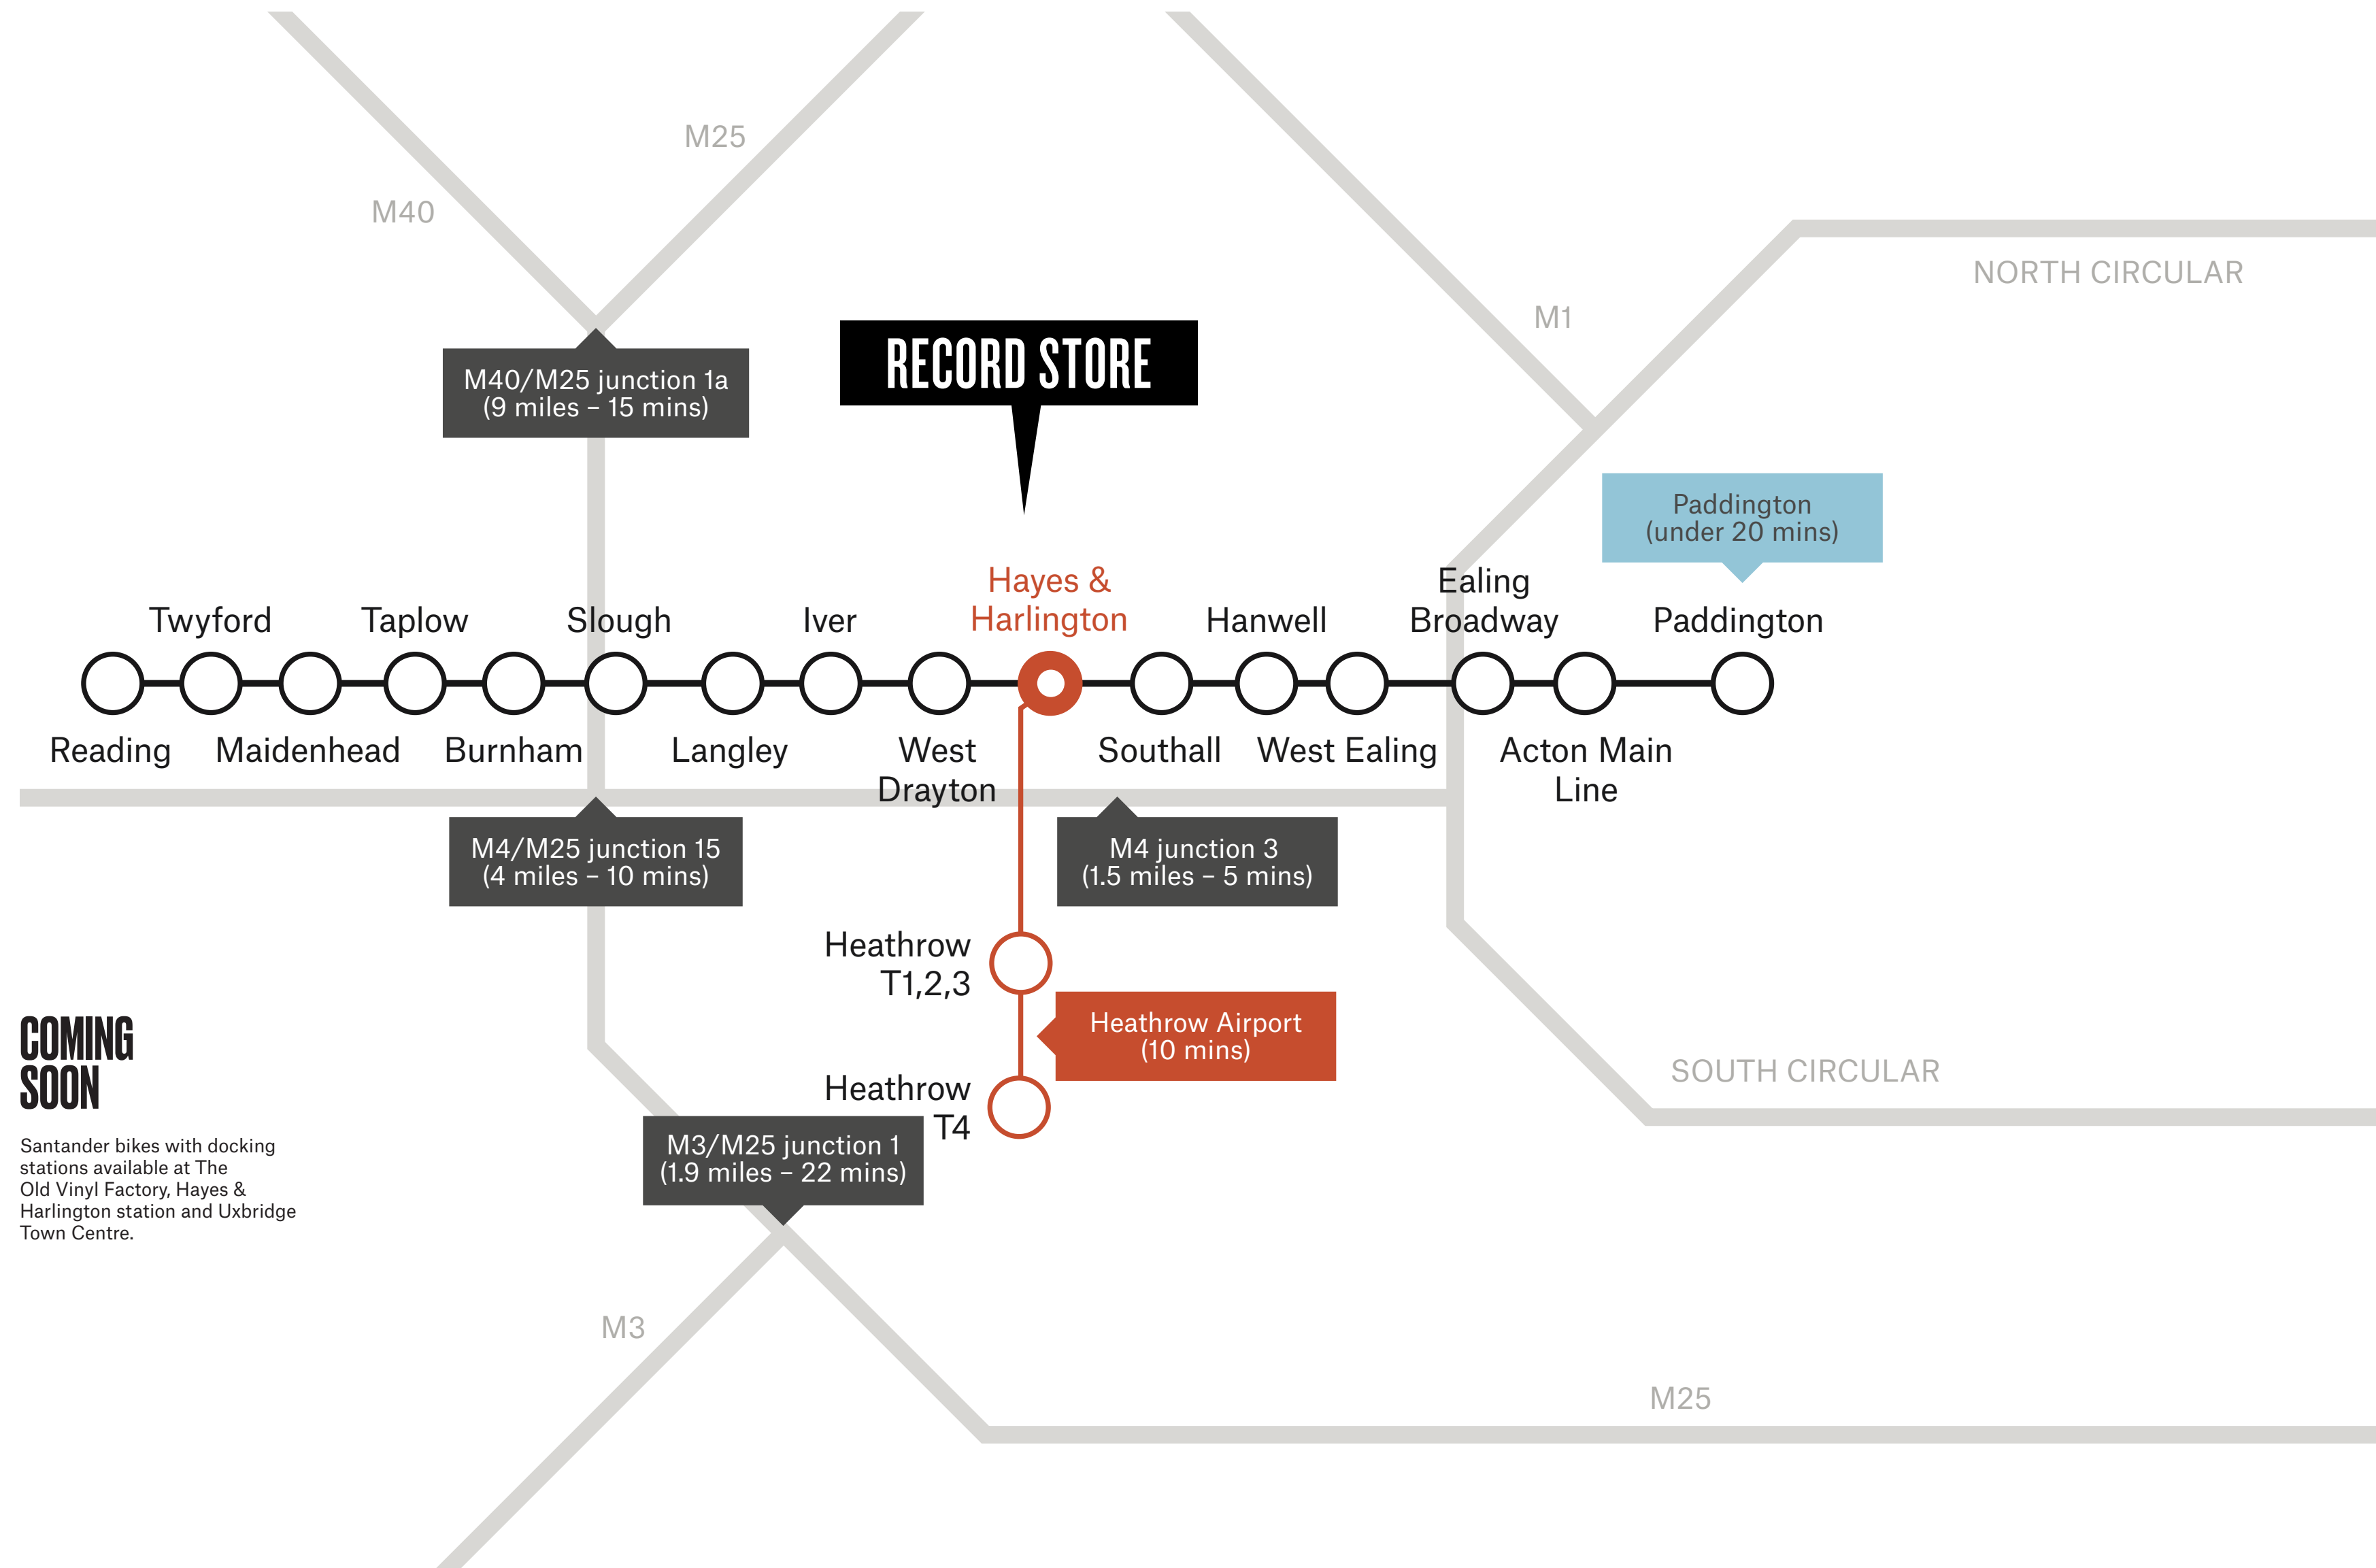 M25
M40
NORTH CIRCULAR
M1
RECORD STORE
M40/M25 junction 1a
(9 miles – 15 mins)
Paddington
(under 20 mins)
Hayes &
Harlington
Ealing
Broadway
Twyford
Taplow
Slough
Iver
Hanwell
Paddington
Reading
Maidenhead
Burnham
Langley
West
Drayton
Southall
West Ealing
Acton Main
Line
M4/M25 junction 15
(4 miles – 10 mins)
M4 junction 3
(1.5 miles – 5 mins)
Heathrow
T1,2,3
Heathrow Airport
(10 mins)
Heathrow
T4
COMING
SOON
Santander bikes with docking
stations available at The
Old Vinyl Factory, Hayes &
Harlington station and Uxbridge
Town Centre.
SOUTH CIRCULAR
M3/M25 junction 1
(1.9 miles – 22 mins)
M3
M25